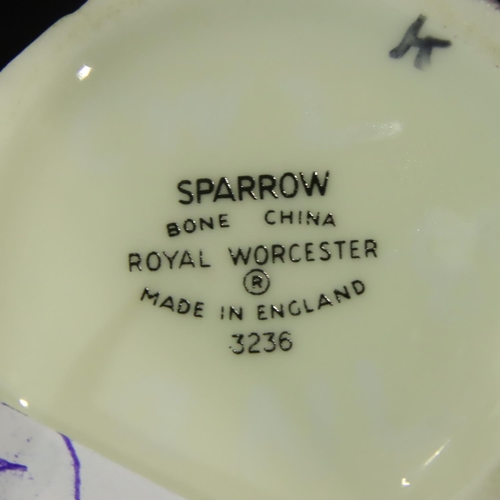 SPARROW
BONE CHINA
ROYAL WORCESTER
®
MADE IN ENGLAND
3236